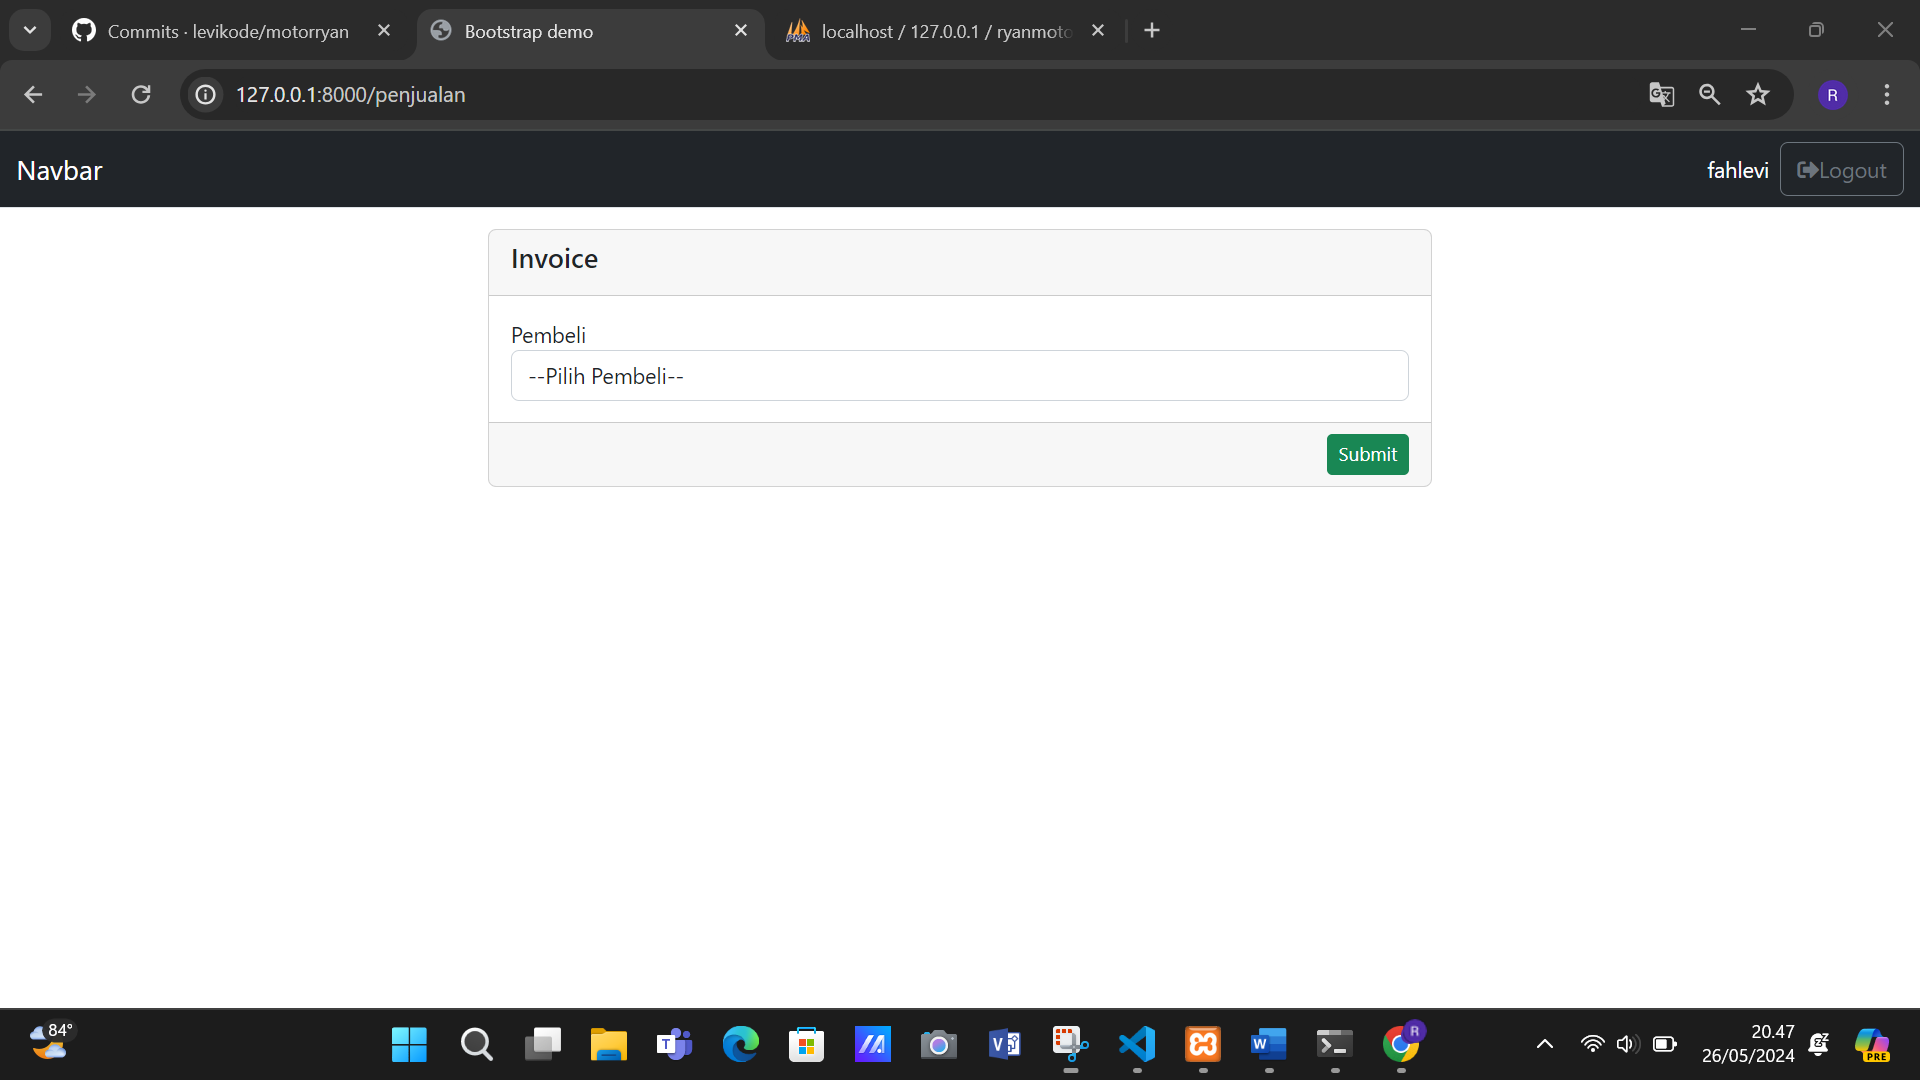 Commits · levikode/motorryan
Bootstrap demo
localhost / 127.0.0.1 / ryanmoto
127.0.0.1:8000/penjualan
R
Navbar
fahlevi
Logout
Invoice
Pembeli
--Pilih Pembeli--
Submit
84°
R
20.47
26/05/2024
PRE